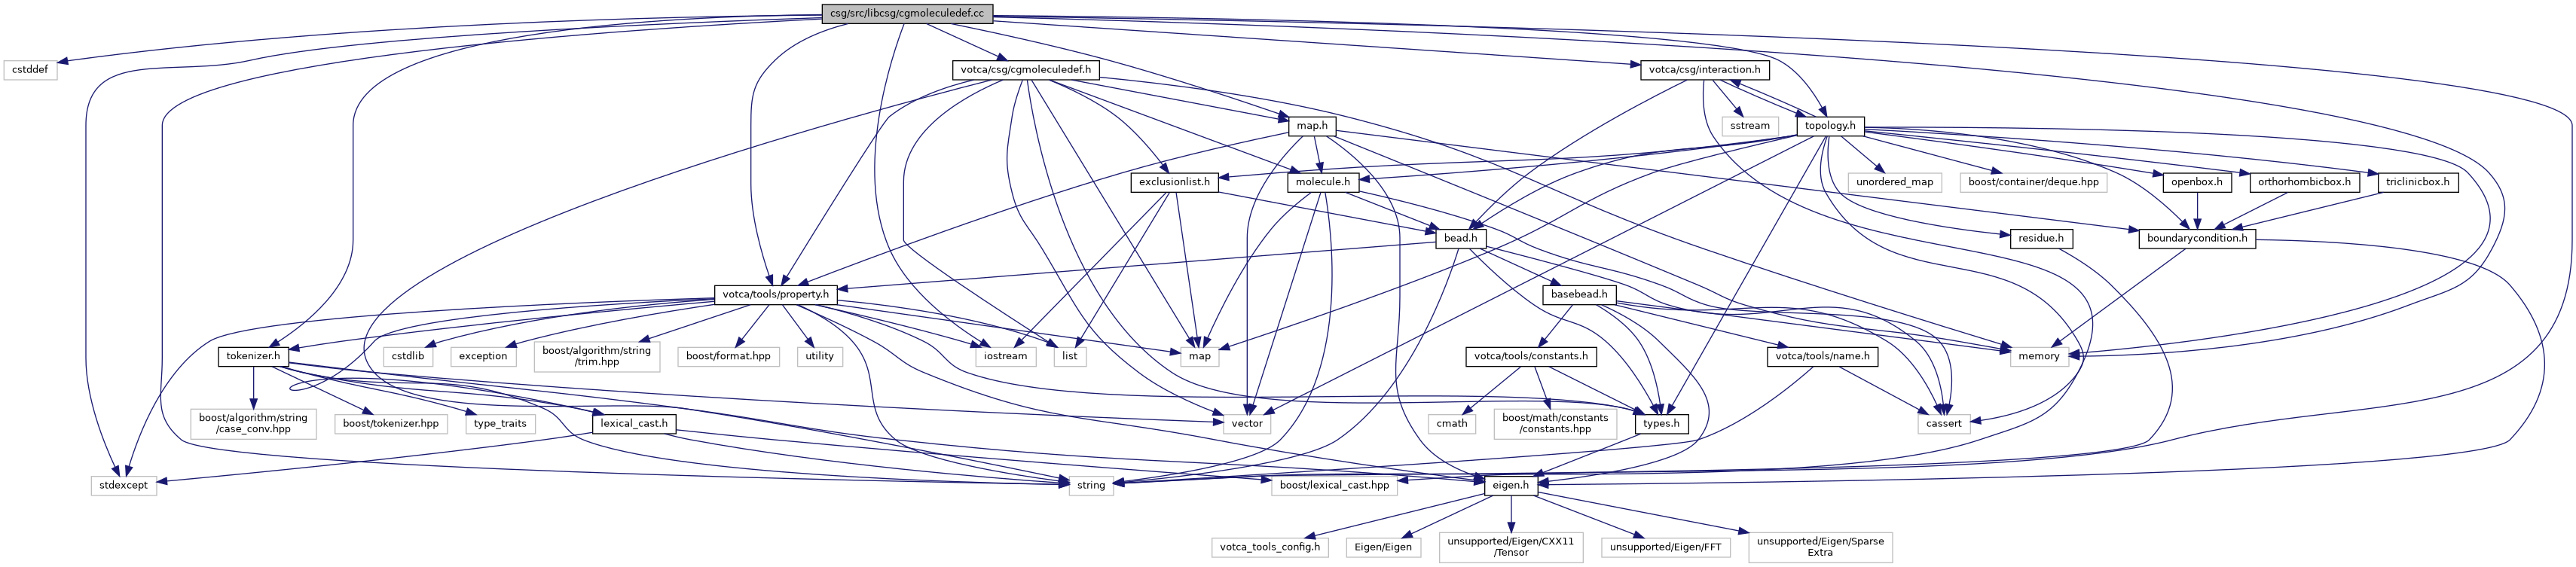 csg/src/libcsg/cgmoleculedef.cc
cstddef
votca/csg/cgmoleculedef.h
votca/csg/interaction.h
map.h
sstream
topology.h
exclusionlist.h
molecule.h
unordered_map
boost/container/deque.hpp
openbox.h
orthorhombicbox.h
triclinicbox.h
bead.h
residue.h
boundarycondition.h
votca/tools/property.h
basebead.h
tokenizer.h
cstdlib
exception
boost/algorithm/string
/trim.hpp
boost/format.hpp
utility
iostream
list
map
votca/tools/constants.h
votca/tools/name.h
memory
boost/algorithm/string
/case_conv.hpp
boost/tokenizer.hpp
type_traits
lexical_cast.h
vector
cmath
boost/math/constants
/constants.hpp
types.h
cassert
stdexcept
string
boost/lexical_cast.hpp
eigen.h
votca_tools_config.h
Eigen/Eigen
unsupported/Eigen/CXX11
/Tensor
unsupported/Eigen/FFT
unsupported/Eigen/Sparse
Extra